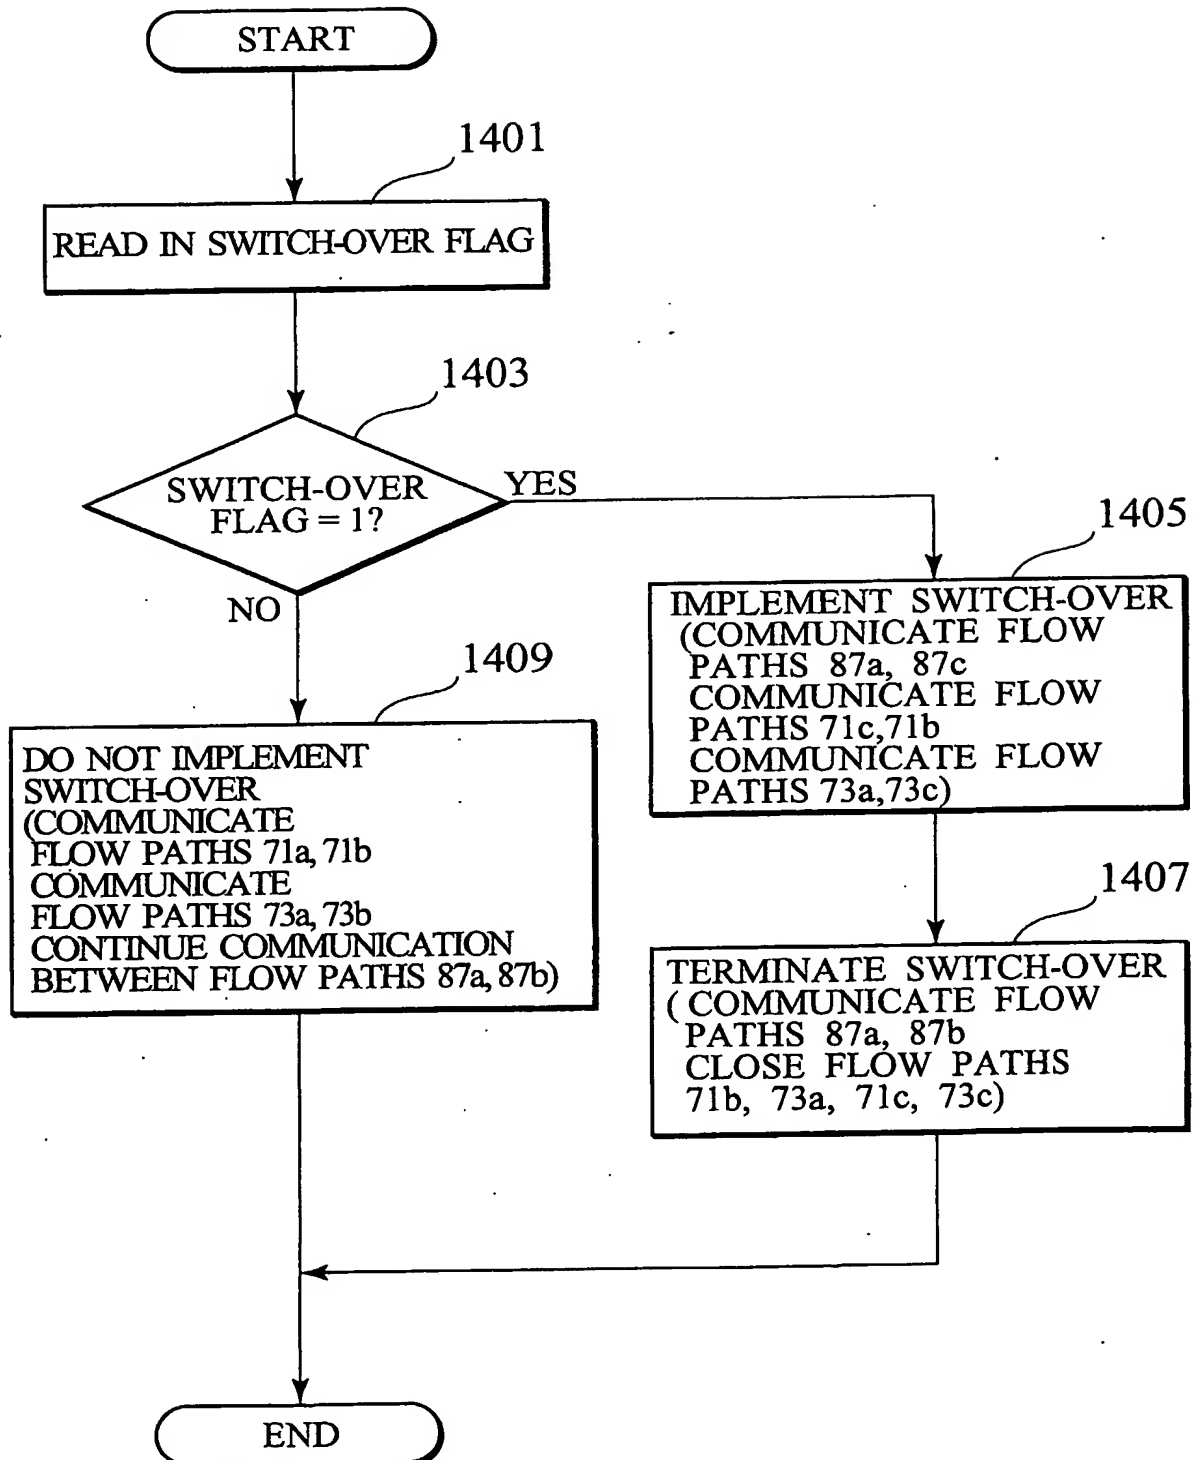 START
1401
READ IN SWITCH-OVER FLAG
1403
SWITCH-OVER
FLAG = 1?
YES
NO
1405
IMPLEMENT SWITCH-OVER
(COMMUNICATE FLOW
PATHS 87a, 87c
COMMUNICATE FLOW
PATHS 71c,71b
COMMUNICATE FLOW
PATHS 73a,73c)
1409
DO NOT IMPLEMENT
SWITCH-OVER
(COMMUNICATE
FLOW PATHS 71a, 71b
COMMUNICATE
FLOW PATHS 73a, 73b
CONTINUE COMMUNICATION
BETWEEN FLOW PATHS 87a, 87b)
1407
TERMINATE SWITCH-OVER
( COMMUNICATE FLOW
PATHS 87a, 87b
CLOSE FLOW PATHS
71b, 73a, 71c, 73c)
END